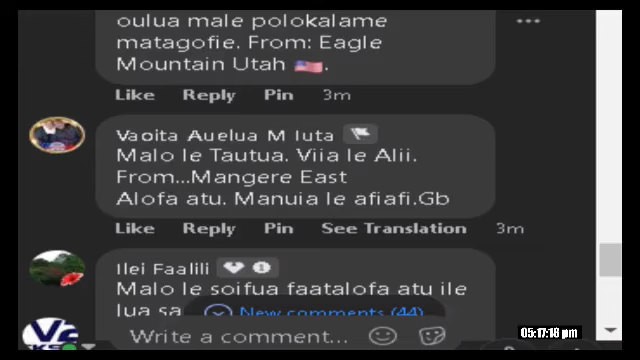 oulua male polokalame
matagofie. From: Eagle
Mountain Utah 🇺🇸.
Like Reply Pin 3m
Vaoita Auelua M Iuta
Malo le Tautua. Viia le Alii.
From...Mangere East
Alofa atu. Manuia le afiafi.Gb
Like Reply Pin See Translation 3m
Ilei Faalili
Malo le soifua faatalofa atu ile
lua sa
New comments (44)
Write a comment...
05:17:18 pm